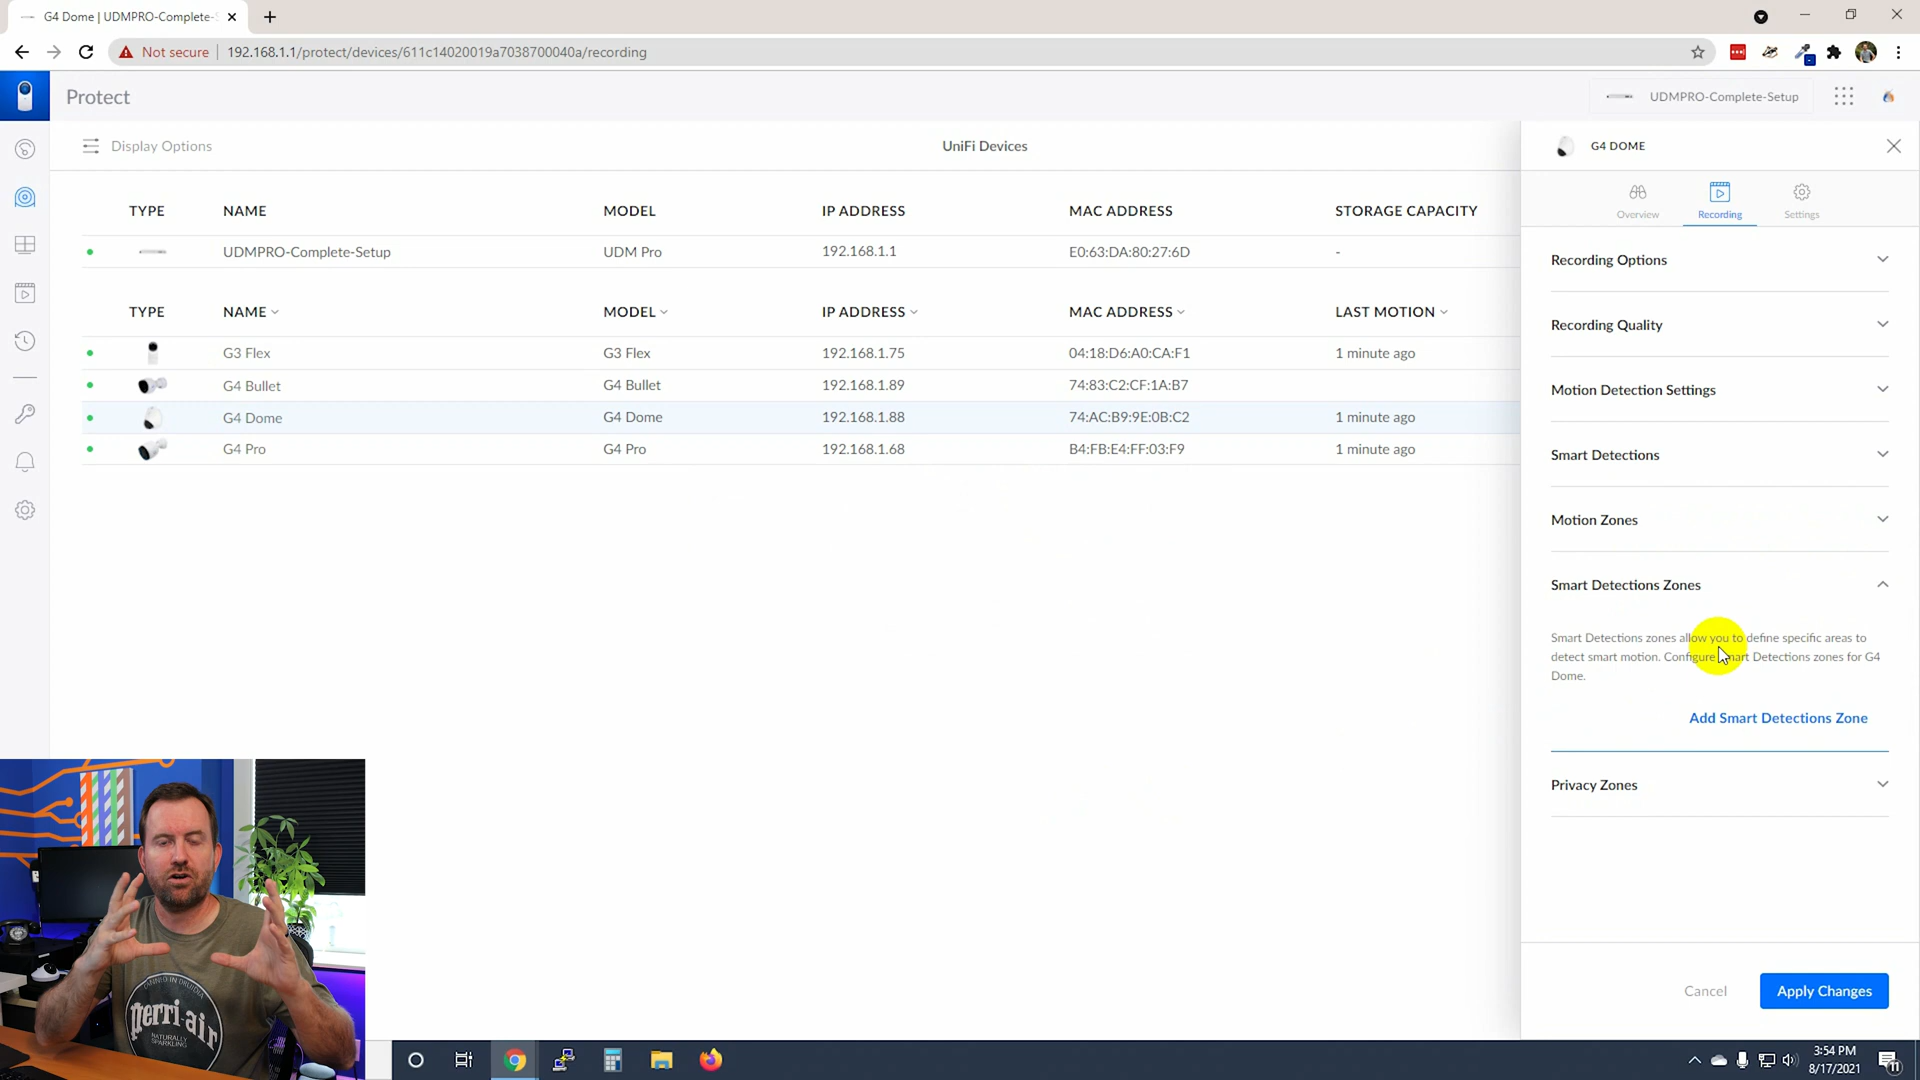 G4 Dome | UDMPRO-Complete-S
Not secure
192.168.1.1/protect/devices/611c14020019a7038700040a/recording
Protect
UDMPRO-Complete-Setup
Display Options
UniFi Devices
G4 DOME
Overview
Recording
Settings
TYPE NAME MODEL IP ADDRESS MAC ADDRESS STORAGE CAPACITY
UDMPRO-Complete-Setup UDM Pro 192.168.1.1 E0:63:DA:80:27:6D -
TYPE NAME MODEL IP ADDRESS MAC ADDRESS LAST MOTION
G3 Flex G3 Flex 192.168.1.75 04:18:D6:A0:CA:F1 1 minute ago
G4 Bullet G4 Bullet 192.168.1.89 74:83:C2:CF:1A:B7
G4 Dome G4 Dome 192.168.1.88 74:AC:B9:9E:0B:C2 1 minute ago
G4 Pro G4 Pro 192.168.1.68 B4:FB:E4:FF:03:F9 1 minute ago
Recording Options
Recording Quality
Motion Detection Settings
Smart Detections
Motion Zones
Smart Detections Zones
Smart Detections zones allow you to define specific areas to
detect smart motion. Configure Smart Detections zones for G4
Dome.
Add Smart Detections Zone
Privacy Zones
Cancel
Apply Changes
CANNED IN DRUIDIA
perri-air
NATURALLY
SPARKLING
3:54 PM
8/17/2021
11